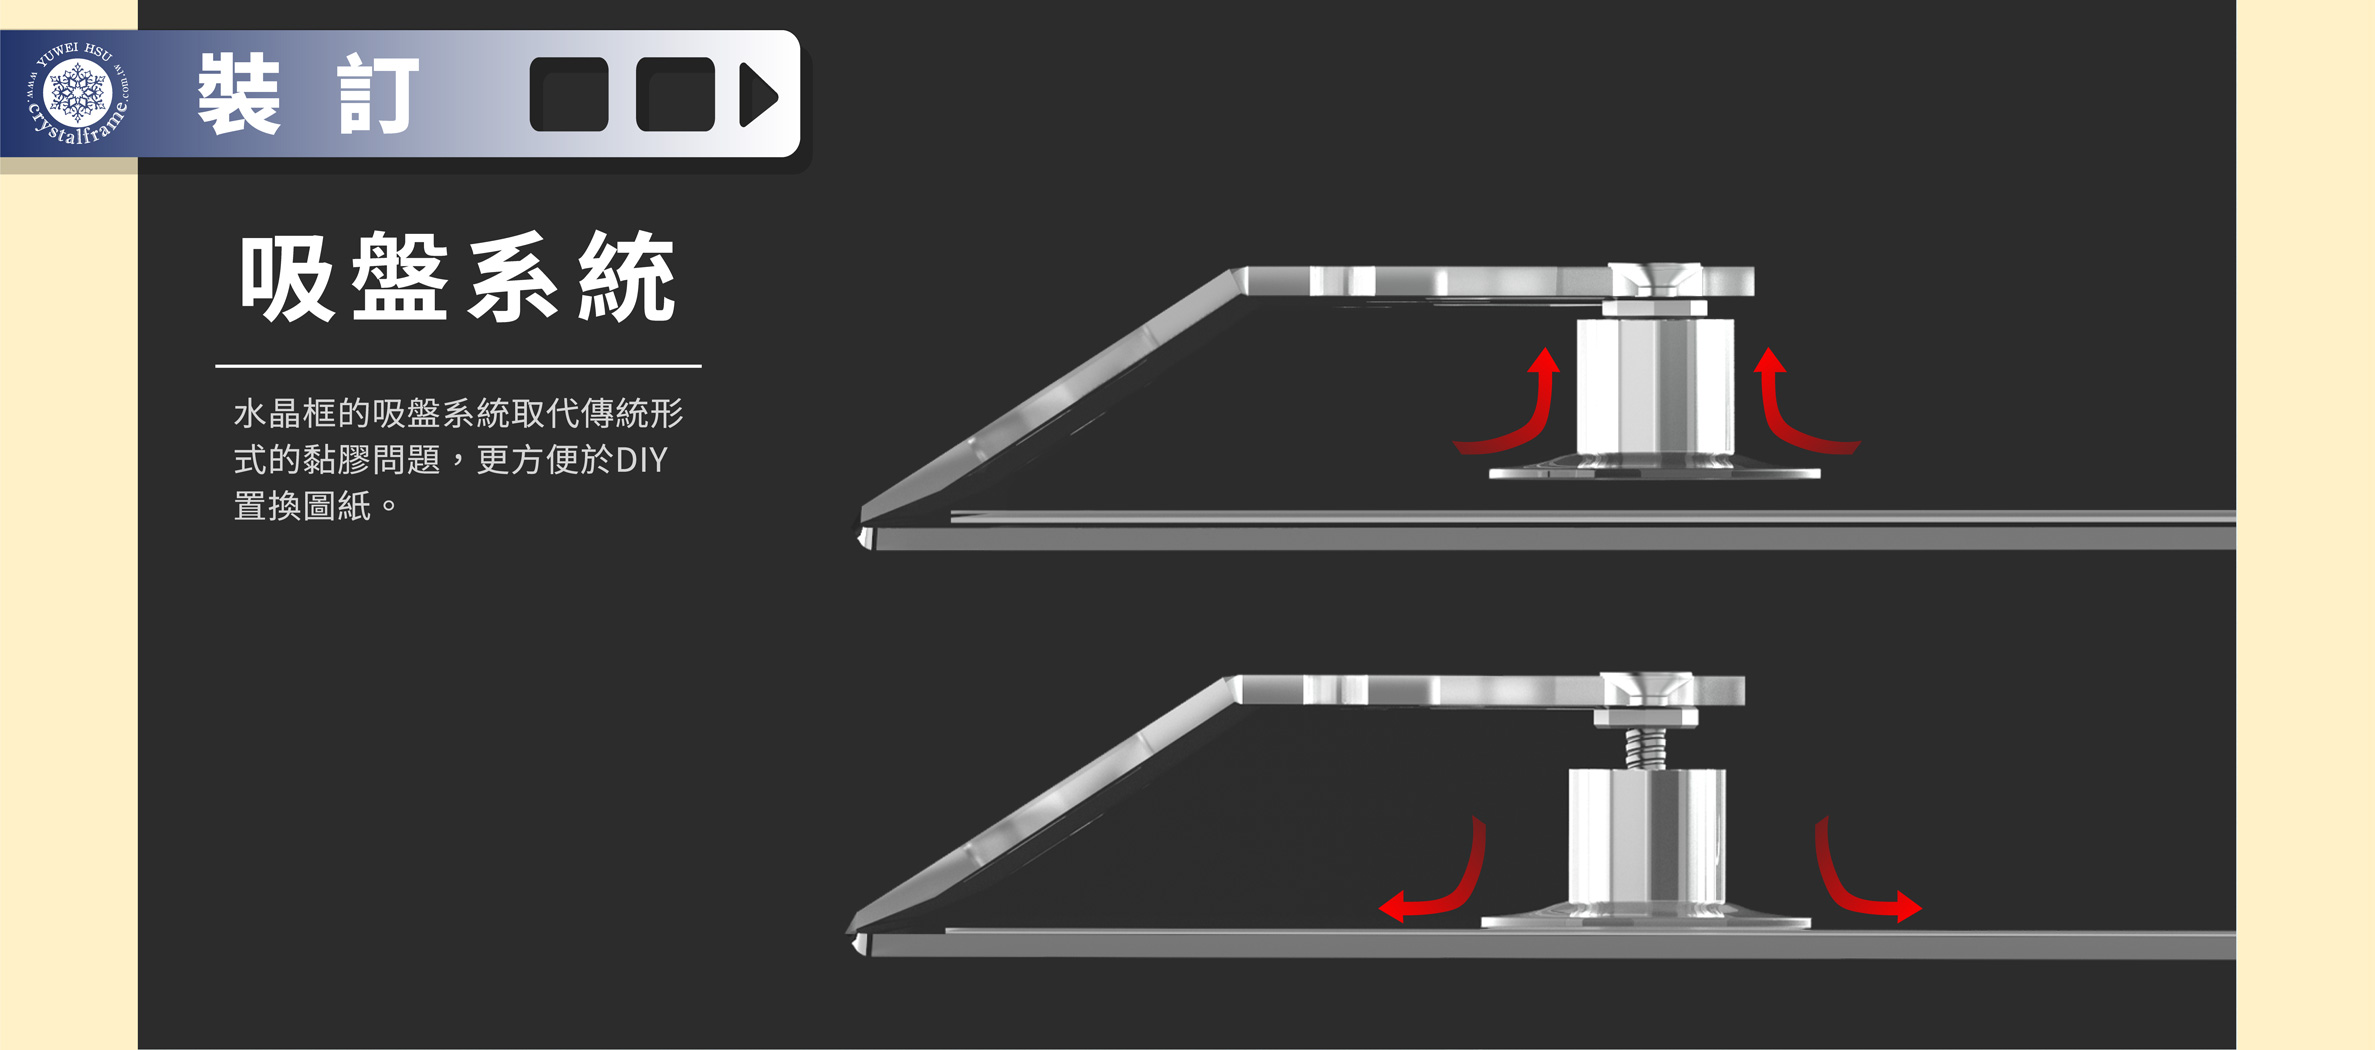 YUWEI HSU
www.crystalframe.com.tw
裝訂
吸盤系統
水晶框的吸盤系統取代傳統形
式的黏膠問題，更方便於DIY
置換圖紙。